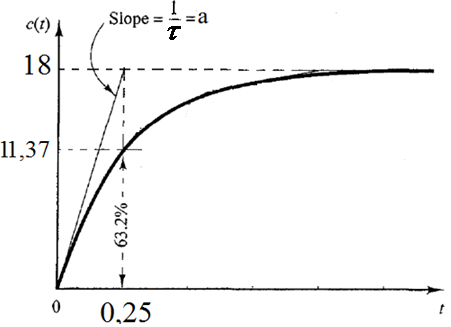 c(t)
Slope = 1/τ = a
18
11,37
63.2%
0
0,25
t